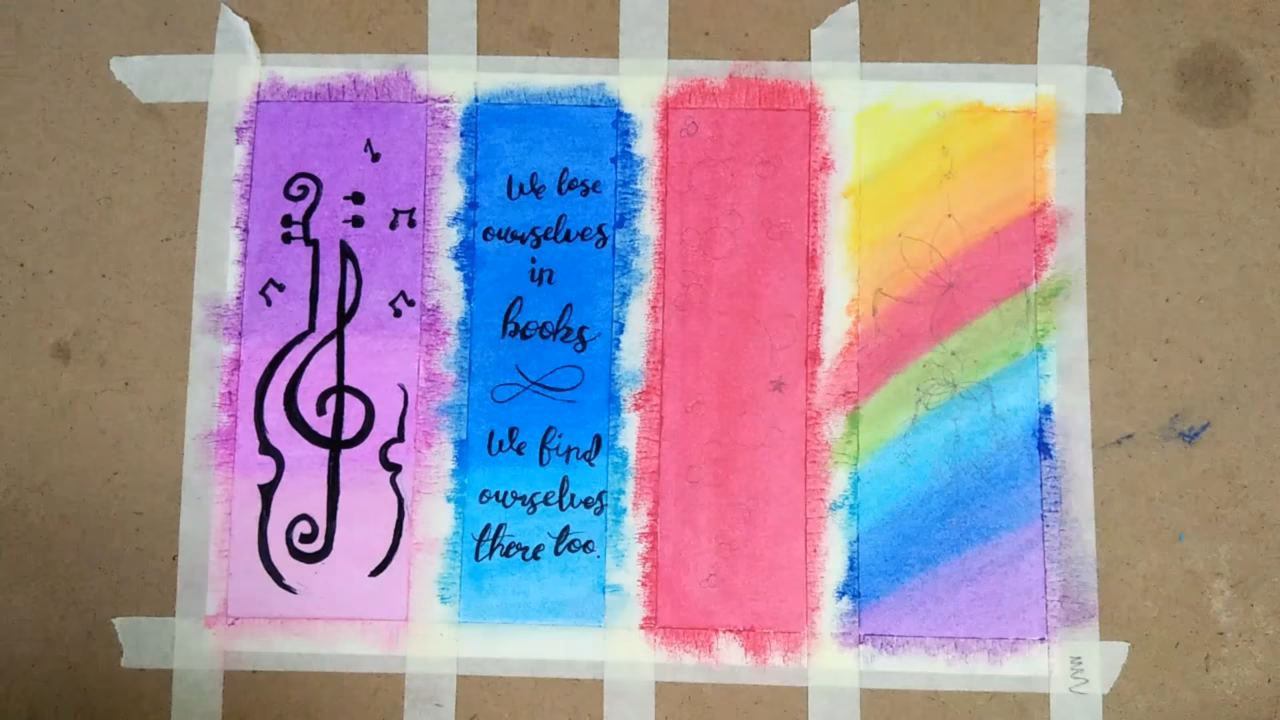 We lose
ourselves
in
books
We find
ourselves
there too.